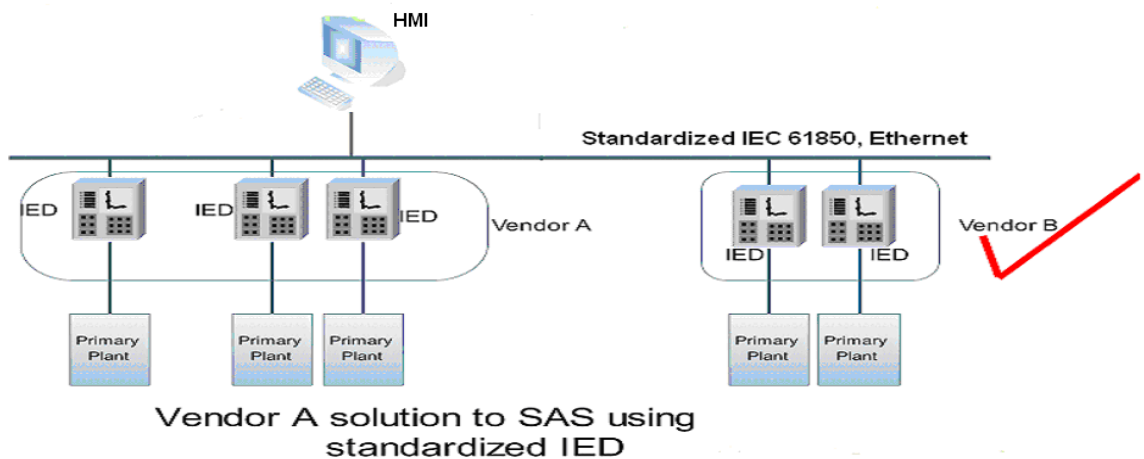 HMI
Standardized IEC 61850, Ethernet
IED
IED
IED
Vendor A
IED
IED
Vendor B
Primary
Plant
Primary
Plant
Primary
Plant
Primary
Plant
Primary
Plant
Vendor A solution to SAS using
standardized IED